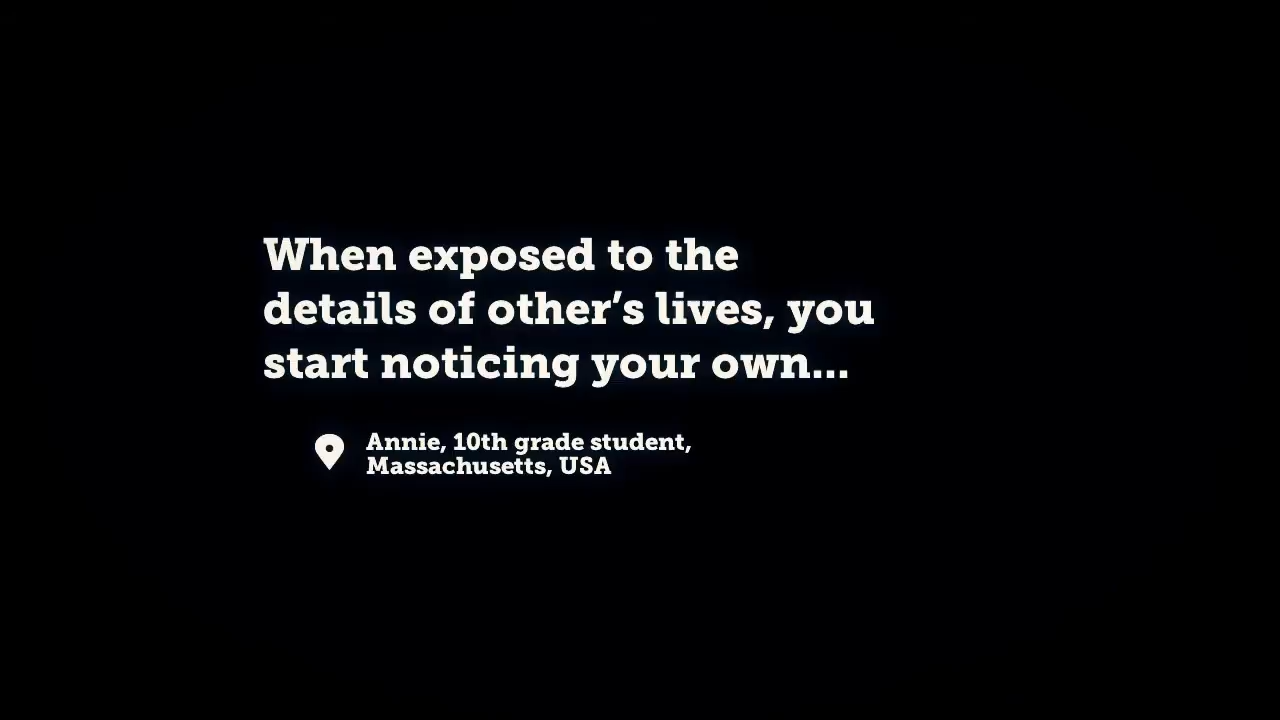 When exposed to the
details of other’s lives, you
start noticing your own...
Annie, 10th grade student,
Massachusetts, USA